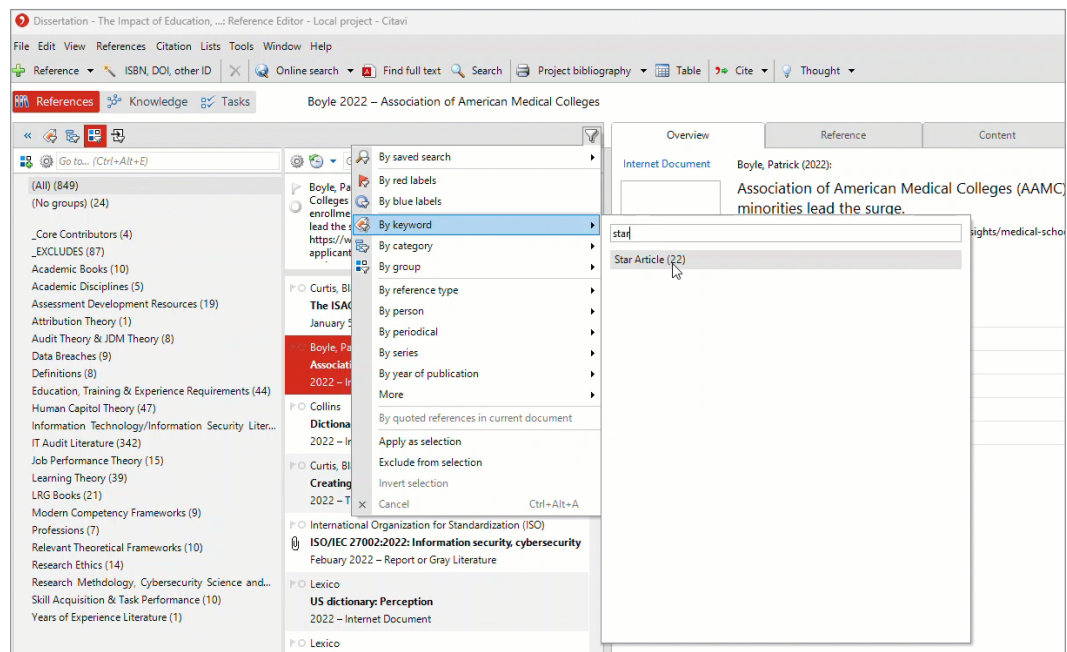 Dissertation - The Impact of Education, ...: Reference Editor - Local project - Citavi
File Edit View References Citation Lists Tools Window Help
Reference ISBN, DOI, other ID Online search Find full text Search Project bibliography Table Cite Thought
References Knowledge Tasks Boyle 2022 – Association of American Medical Colleges
Overview Reference Content
Go to... (Ctrl+Alt+E)
(All) (849)
(No groups) (24)
_Core Contributors (4)
_EXCLUDES (87)
Academic Books (10)
Academic Disciplines (5)
Assessment Development Resources (19)
Attribution Theory (1)
Audit Theory & JDM Theory (8)
Data Breaches (9)
Definitions (8)
Education, Training & Experience Requirements (44)
Human Capitol Theory (47)
Information Technology/Information Security Liter...
IT Audit Literature (342)
Job Performance Theory (15)
Learning Theory (39)
LRG Books (21)
Modern Competency Frameworks (9)
Professions (7)
Relevant Theoretical Frameworks (10)
Research Ethics (14)
Research Methdology, Cybersecurity Science and...
Skill Acquisition & Task Performance (10)
Years of Experience Literature (1)
Boyle, Pa
Colleges
enrollme
lead the s
https://w
applicant
Curtis, Bl
The ISAC
January 5
Boyle, Pa
Associati
2022 – In
Collins
Dictiona
2022 – In
Curtis, Bl
Creating
2022 – T
International Organization for Standardization (ISO)
ISO/IEC 27002:2022: Information security, cybersecurity
Febuary 2022 – Report or Gray Literature
Lexico
US dictionary: Perception
2022 – Internet Document
Lexico
By saved search
By red labels
By blue labels
By keyword
By category
By group
By reference type
By person
By periodical
By series
By year of publication
More
By quoted references in current document
Apply as selection
Exclude from selection
Invert selection
Cancel Ctrl+Alt+A
star
Star Article (22)
Internet Document Boyle, Patrick (2022):
Association of American Medical Colleges (AAMC)
minorities lead the surge.
sights/medical-schoo